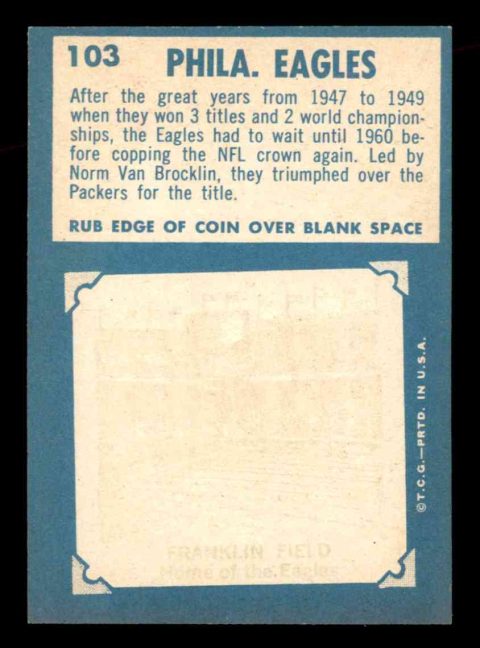 103 PHILA. EAGLES
After the great years from 1947 to 1949
when they won 3 titles and 2 world champion-
ships, the Eagles had to wait until 1960 be-
fore copping the NFL crown again. Led by
Norm Van Brocklin, they triumphed over the
Packers for the title.
RUB EDGE OF COIN OVER BLANK SPACE
©T.C.G.—PRTD. IN U.S.A.
FRANKLIN FIELD
Home of the Eagles